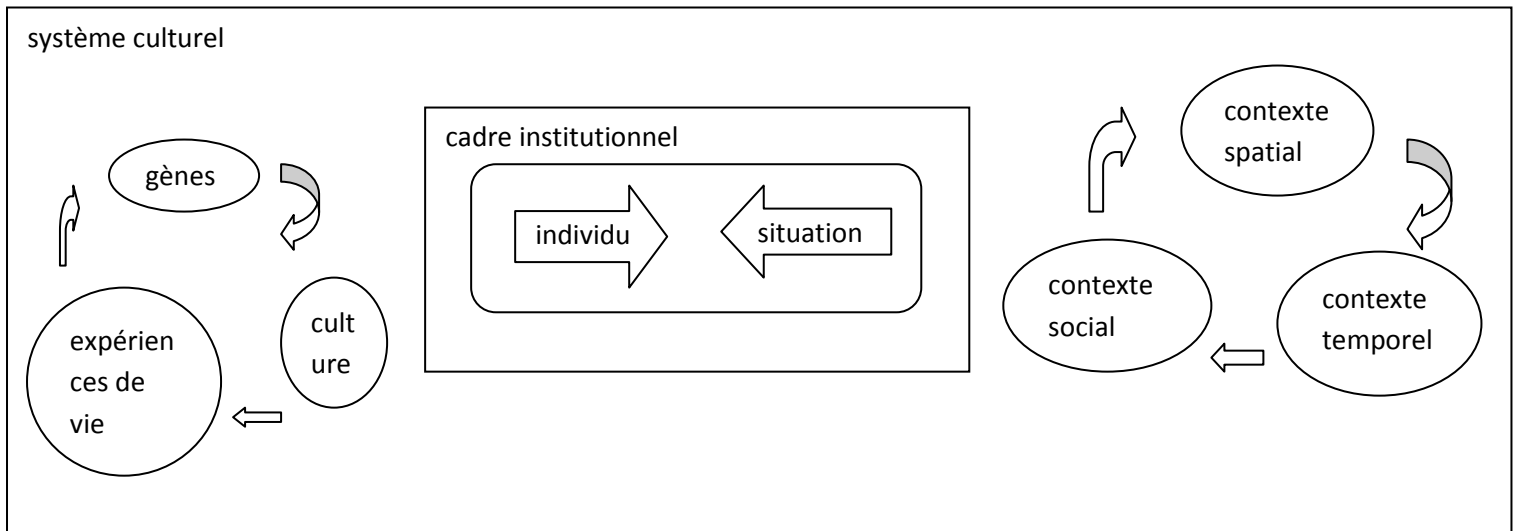 système culturel
gènes
cult
ure
expérien
ces de
vie
cadre institutionnel
individu
situation
contexte
spatial
contexte
temporel
contexte
social